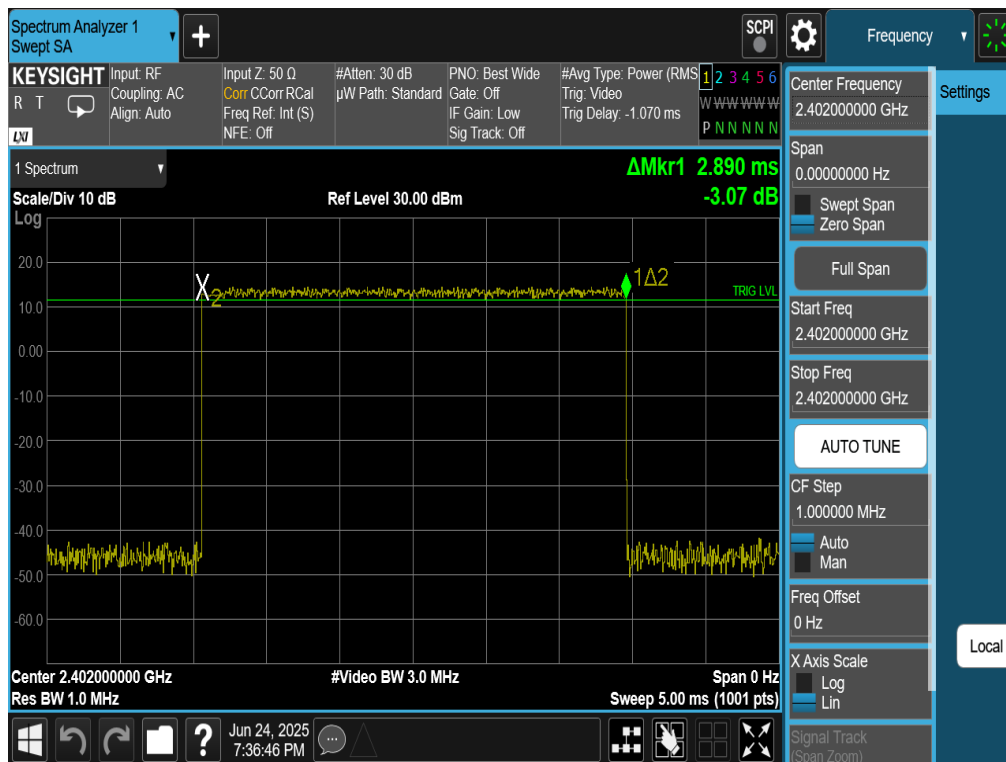 Spectrum Analyzer 1
Swept SA
+
SCPI
Frequency
KEYSIGHT
R T
LXI
Input: RF
Coupling: AC
Align: Auto
Input Z: 50 Ω
Corr CCorr RCal
Freq Ref: Int (S)
NFE: Off
#Atten: 30 dB
µW Path: Standard
PNO: Best Wide
Gate: Off
IF Gain: Low
Sig Track: Off
#Avg Type: Power (RMS
Trig: Video
Trig Delay: -1.070 ms
1 2 3 4 5 6
W W W W W W
P N N N N N
1 Spectrum
ΔMkr1 2.890 ms
-3.07 dB
Scale/Div 10 dB
Ref Level 30.00 dBm
Log
20.0
10.0
0.00
-10.0
-20.0
-30.0
-40.0
-50.0
-60.0
X
2
1Δ2
TRIG LVL
Center 2.402000000 GHz
#Video BW 3.0 MHz
Span 0 Hz
Res BW 1.0 MHz
Sweep 5.00 ms (1001 pts)
Center Frequency
2.402000000 GHz
Settings
Span
0.00000000 Hz
Swept Span
Zero Span
Full Span
Start Freq
2.402000000 GHz
Stop Freq
2.402000000 GHz
AUTO TUNE
CF Step
1.000000 MHz
Auto
Man
Freq Offset
0 Hz
Local
X Axis Scale
Log
Lin
Signal Track
(Span Zoom)
?
Jun 24, 2025
7:36:46 PM